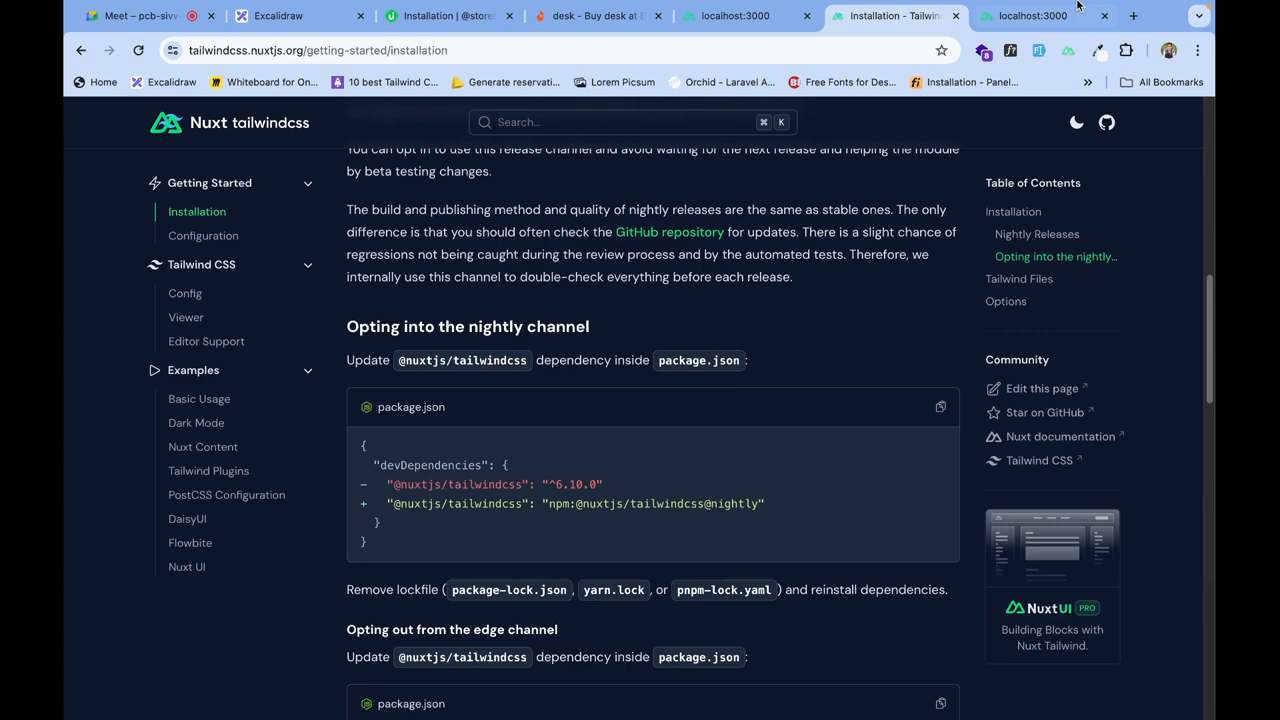 Meet – pcb-sivv
Excalidraw
Installation | @store
desk - Buy desk at B
localhost:3000
Installation - Tailwin
localhost:3000
tailwindcss.nuxtjs.org/getting-started/installation
Home
Excalidraw
Whiteboard for On...
10 best Tailwind C...
Generate reservati...
Lorem Picsum
Orchid - Laravel A...
Free Fonts for Des...
Installation - Panel...
All Bookmarks
Nuxt tailwindcss
Search...
⌘ K
Getting Started
Installation
Configuration
Tailwind CSS
Config
Viewer
Editor Support
Examples
Basic Usage
Dark Mode
Nuxt Content
Tailwind Plugins
PostCSS Configuration
DaisyUI
Flowbite
Nuxt UI
You can opt in to use this release channel and avoid waiting for the next release and helping the module
by beta testing changes.
The build and publishing method and quality of nightly releases are the same as stable ones. The only
difference is that you should often check the GitHub repository for updates. There is a slight chance of
regressions not being caught during the review process and by the automated tests. Therefore, we
internally use this channel to double-check everything before each release.
Opting into the nightly channel
Update @nuxtjs/tailwindcss dependency inside package.json:
package.json
{
"devDependencies": {
- "@nuxtjs/tailwindcss": "^6.10.0"
+ "@nuxtjs/tailwindcss": "npm:@nuxtjs/tailwindcss@nightly"
}
}
Remove lockfile (package-lock.json, yarn.lock, or pnpm-lock.yaml) and reinstall dependencies.
Opting out from the edge channel
Update @nuxtjs/tailwindcss dependency inside package.json:
package.json
Table of Contents
Installation
Nightly Releases
Opting into the nightly...
Tailwind Files
Options
Community
Edit this page
Star on GitHub
Nuxt documentation
Tailwind CSS
NuxtUI PRO
Building Blocks with
Nuxt Tailwind.